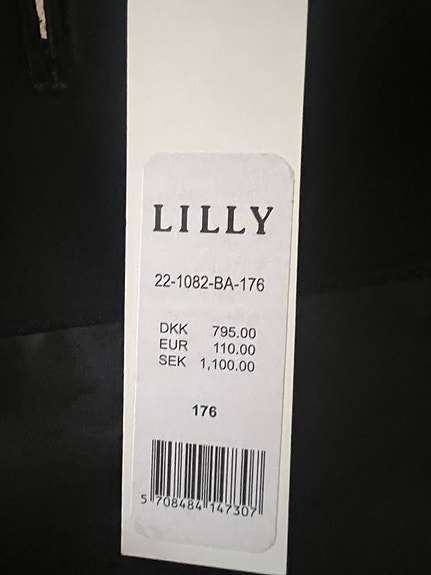 LILLY
22-1082-BA-176
DKK 795.00
EUR 110.00
SEK 1,100.00
176
5 708484 147307